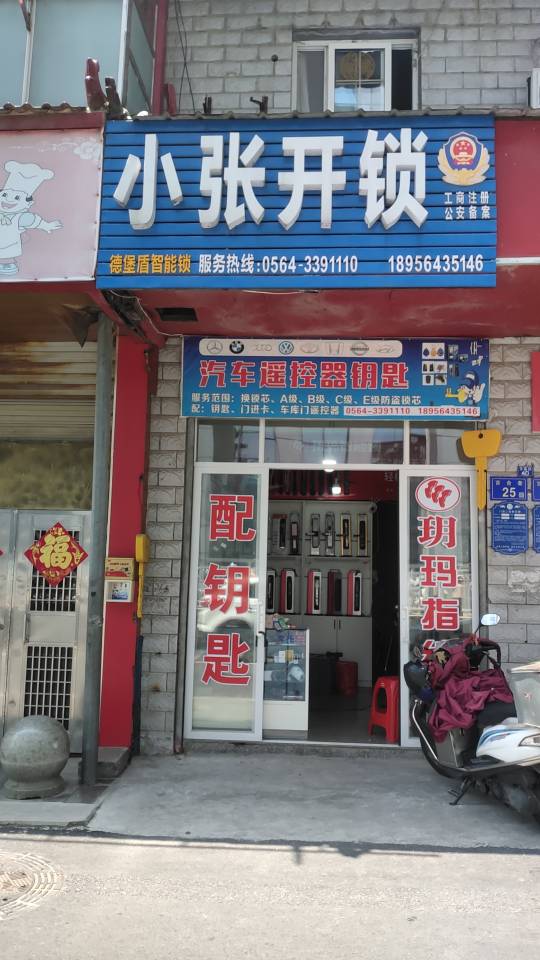 小张开锁
工商注册
公安备案
德堡盾智能锁 服务热线:0564-3391110 18956435146
汽车遥控器钥匙
服务范围：换锁芯、A级、B级、C级、E级防盗锁芯
配：钥匙、门进卡、车库门遥控器 0564-3391110 18956435146
配钥匙
玥玛指
福
25